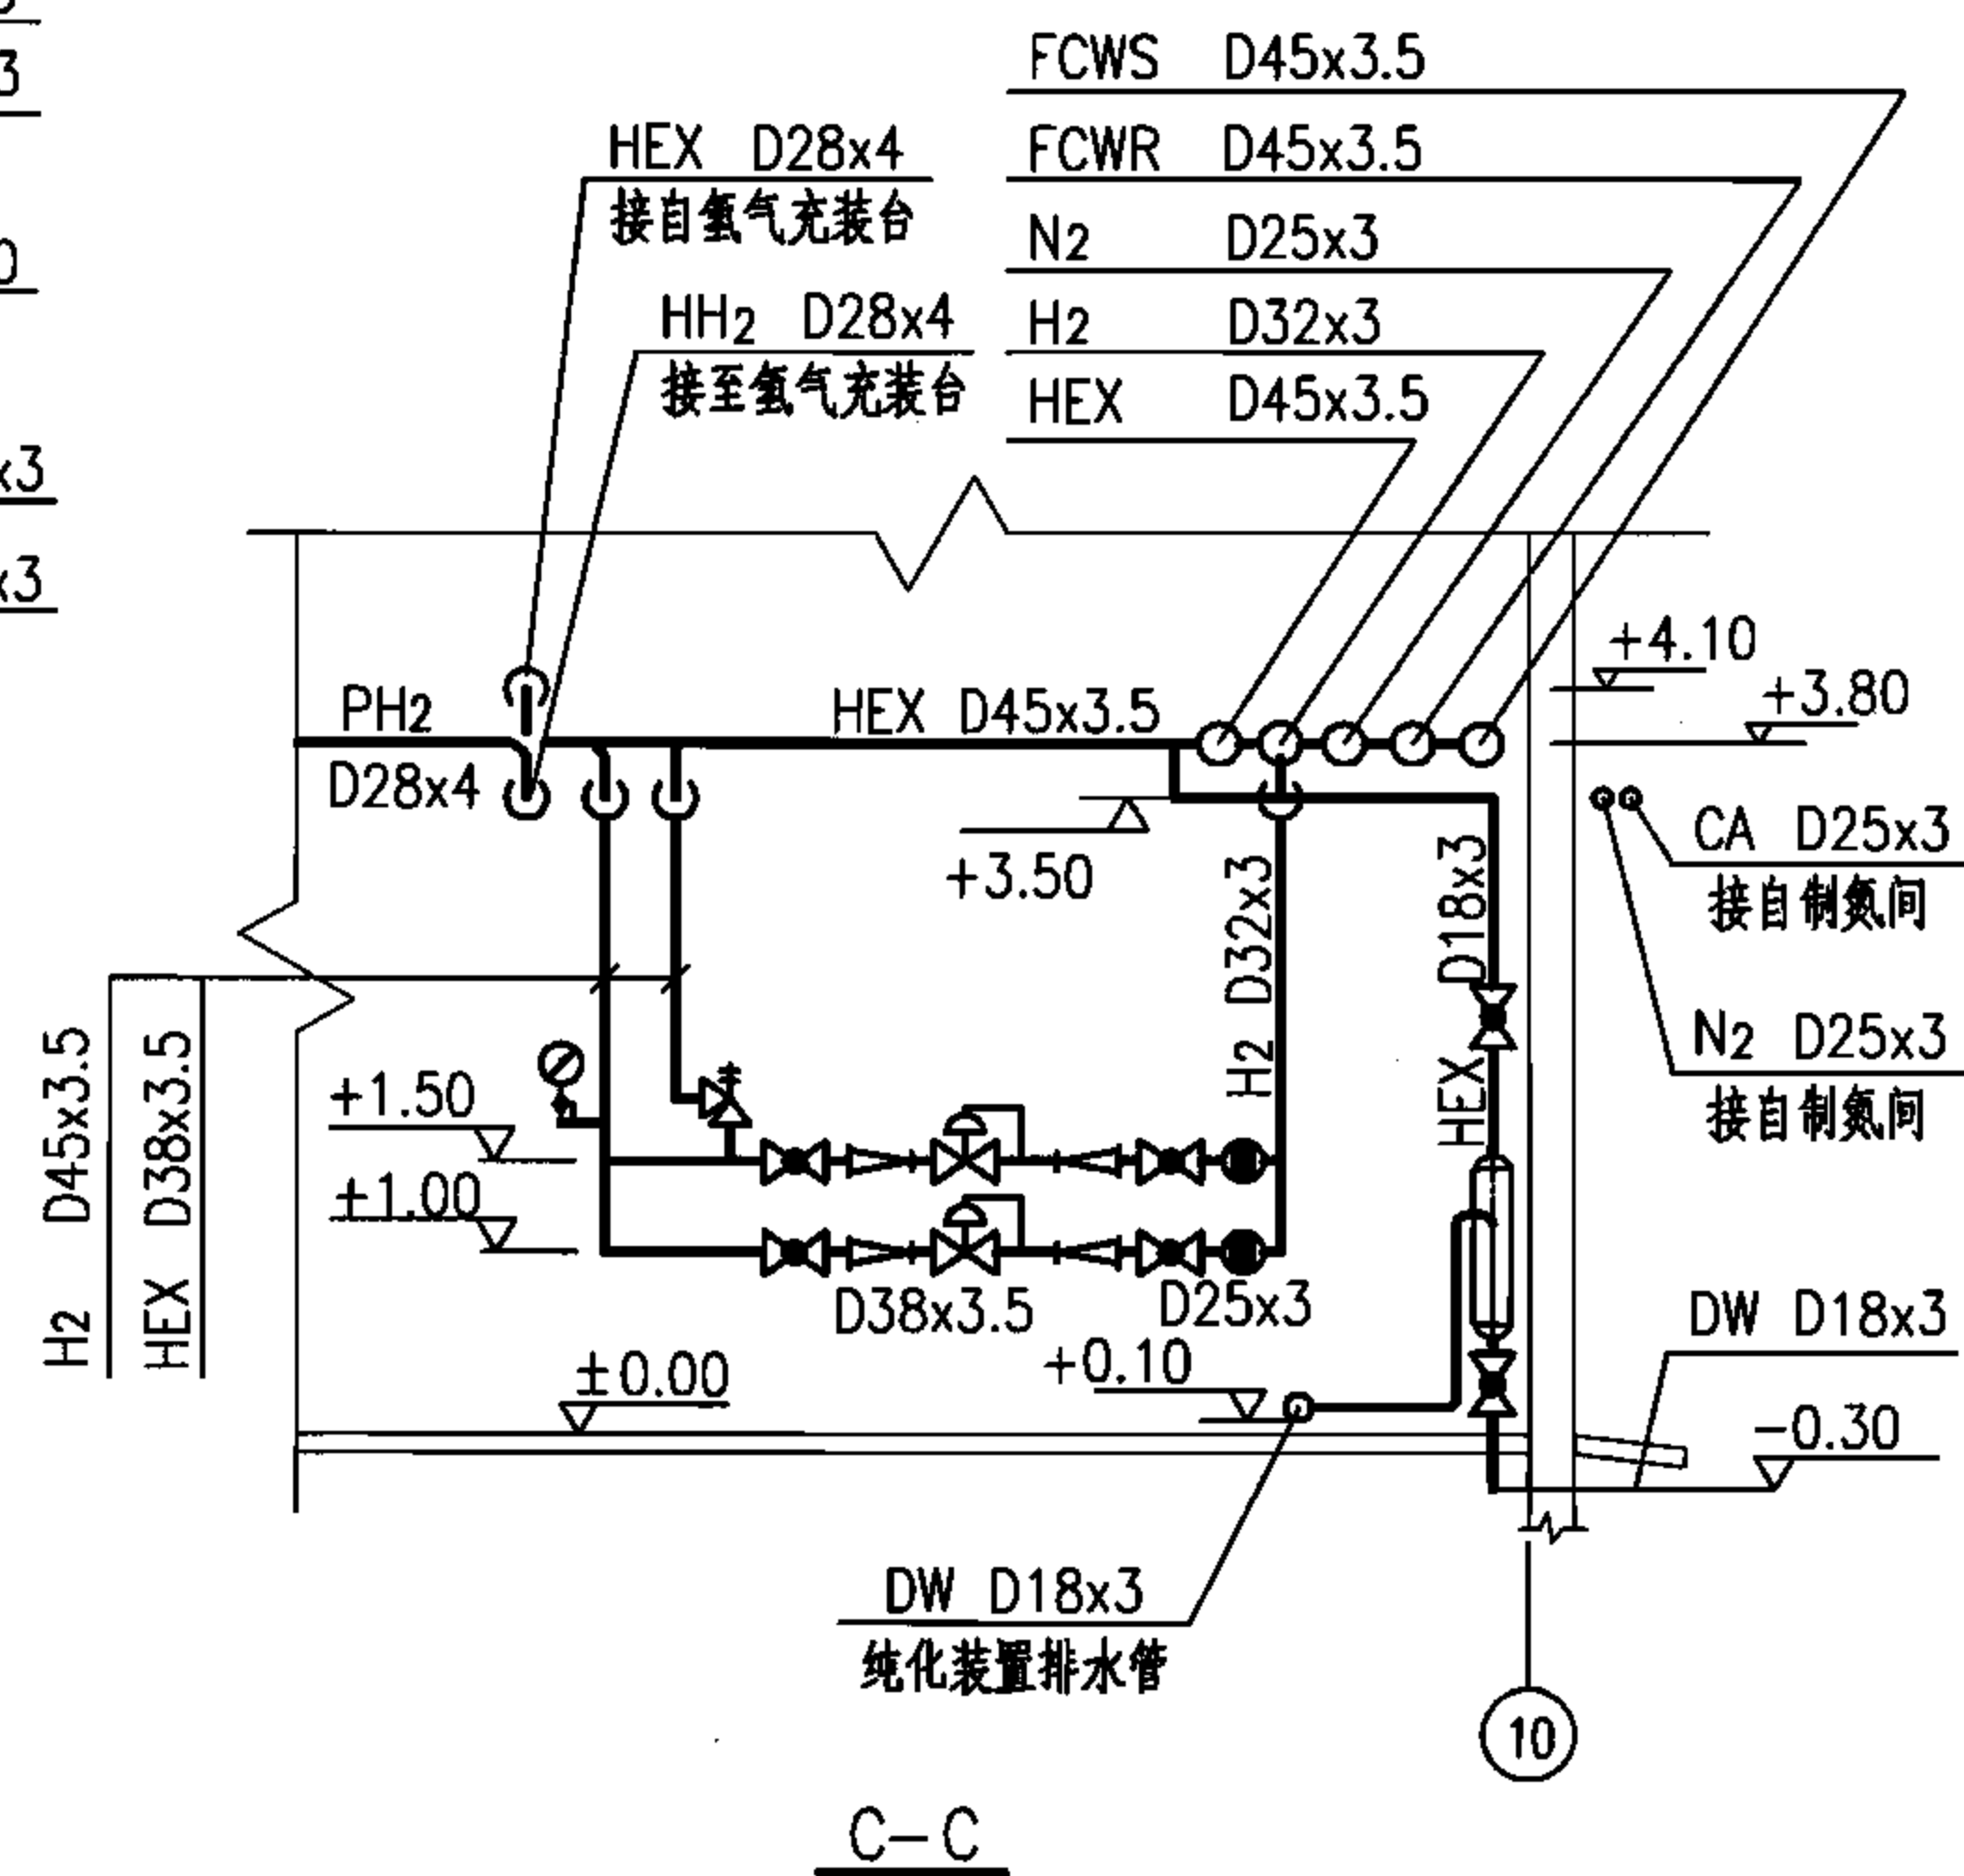 3
0
x3
x3
FCWS D45x3.5
FCWR D45x3.5
N2 D25x3
H2 D32x3
HEX D45x3.5
HEX D28x4
接自氢气充装台
HH2 D28x4
接至氢气充装台
+4.10
+3.80
PH2
D28x4
HEX D45x3.5
+3.50
CA D25x3
接自制氮间
N2 D25x3
接自制氮间
H2 D32x3
HEX D18x3
H2 D45x3.5
HEX D38x3.5
+1.50
+1.00
D38x3.5
D25x3
±0.00
+0.10
DW D18x3
-0.30
DW D18x3
纯化装置排水管
10
C-C